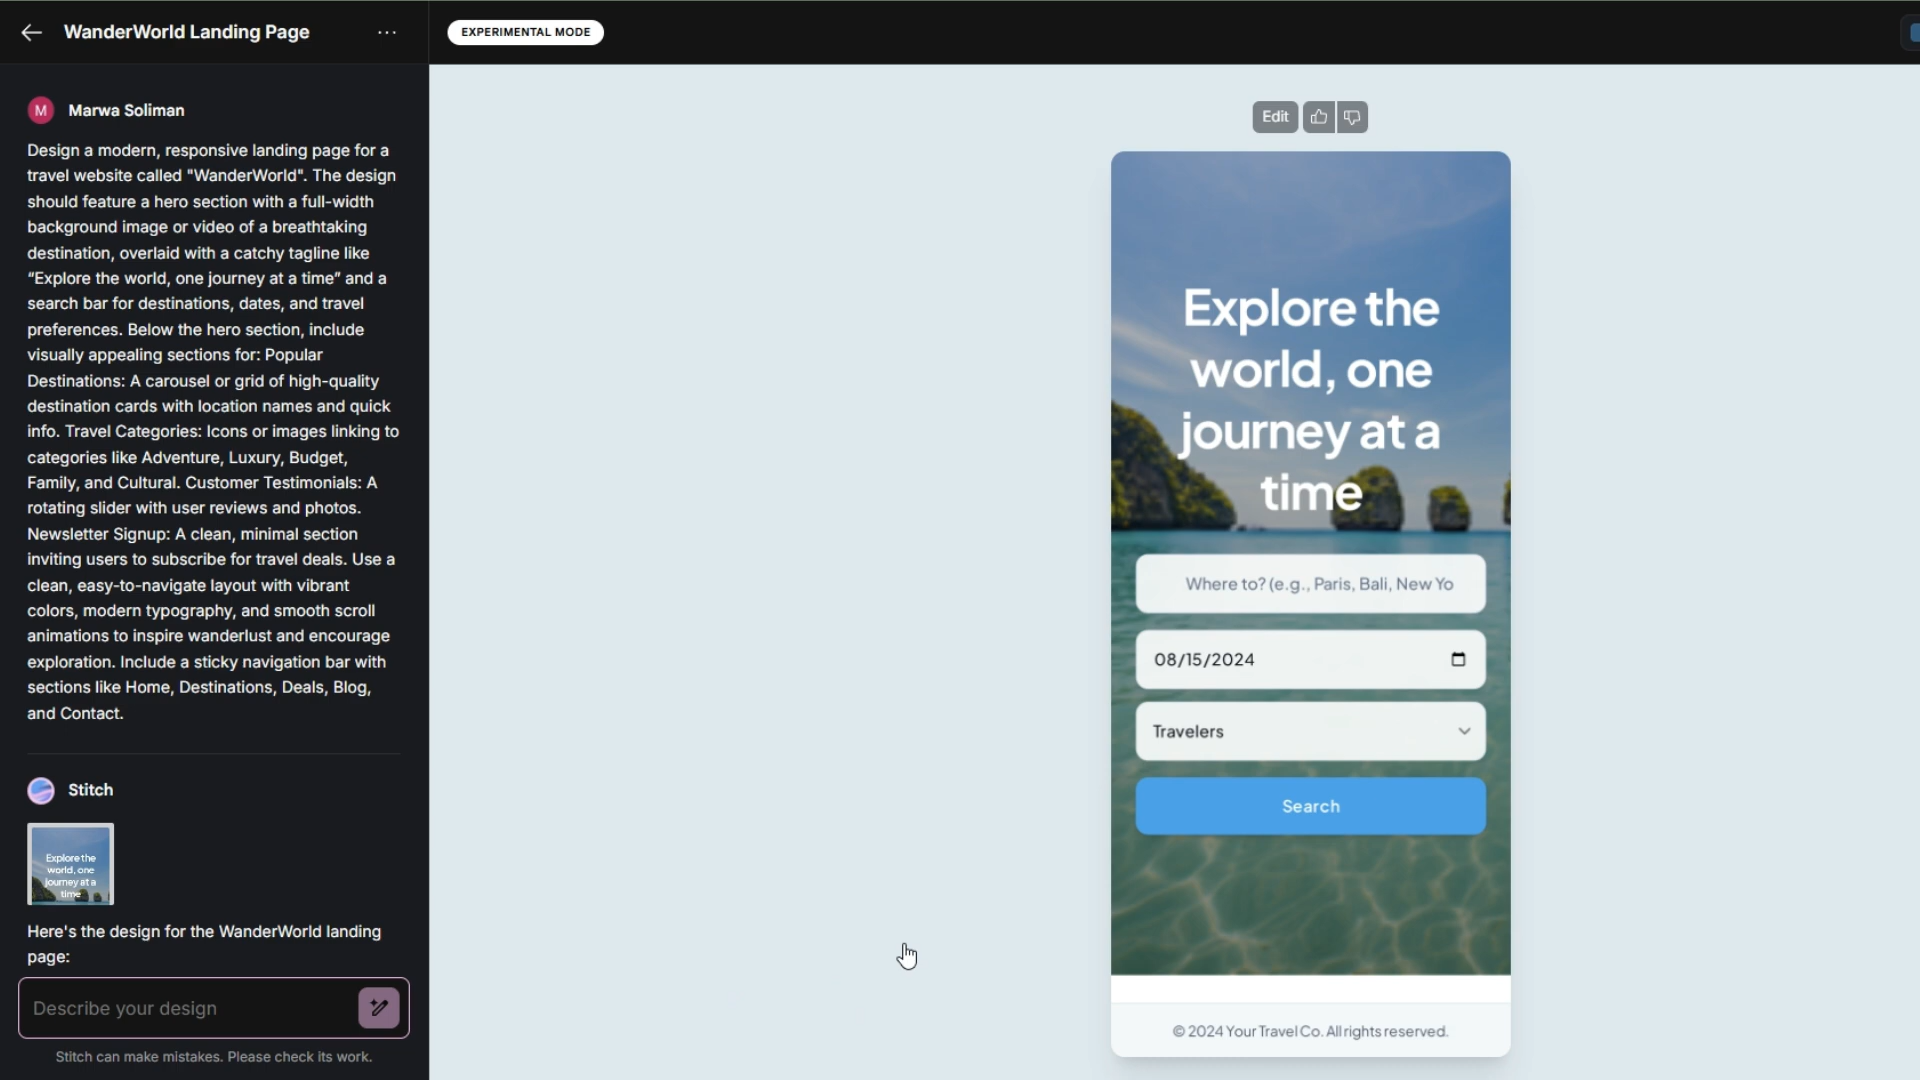 WanderWorld Landing Page
EXPERIMENTAL MODE
M
Marwa Soliman
Design a modern, responsive landing page for a
travel website called "WanderWorld". The design
should feature a hero section with a full-width
background image or video of a breathtaking
destination, overlaid with a catchy tagline like
“Explore the world, one journey at a time” and a
search bar for destinations, dates, and travel
preferences. Below the hero section, include
visually appealing sections for: Popular
Destinations: A carousel or grid of high-quality
destination cards with location names and quick
info. Travel Categories: Icons or images linking to
categories like Adventure, Luxury, Budget,
Family, and Cultural. Customer Testimonials: A
rotating slider with user reviews and photos.
Newsletter Signup: A clean, minimal section
inviting users to subscribe for travel deals. Use a
clean, easy-to-navigate layout with vibrant
colors, modern typography, and smooth scroll
animations to inspire wanderlust and encourage
exploration. Include a sticky navigation bar with
sections like Home, Destinations, Deals, Blog,
and Contact.
Stitch
Explore the
world, one
journey at a
time
Here's the design for the WanderWorld landing
page:
Describe your design
Stitch can make mistakes. Please check its work.
Edit
Explore the
world, one
journey at a
time
Where to? (e.g., Paris, Bali, New Yo
08/15/2024
Travelers
Search
© 2024 Your Travel Co. All rights reserved.